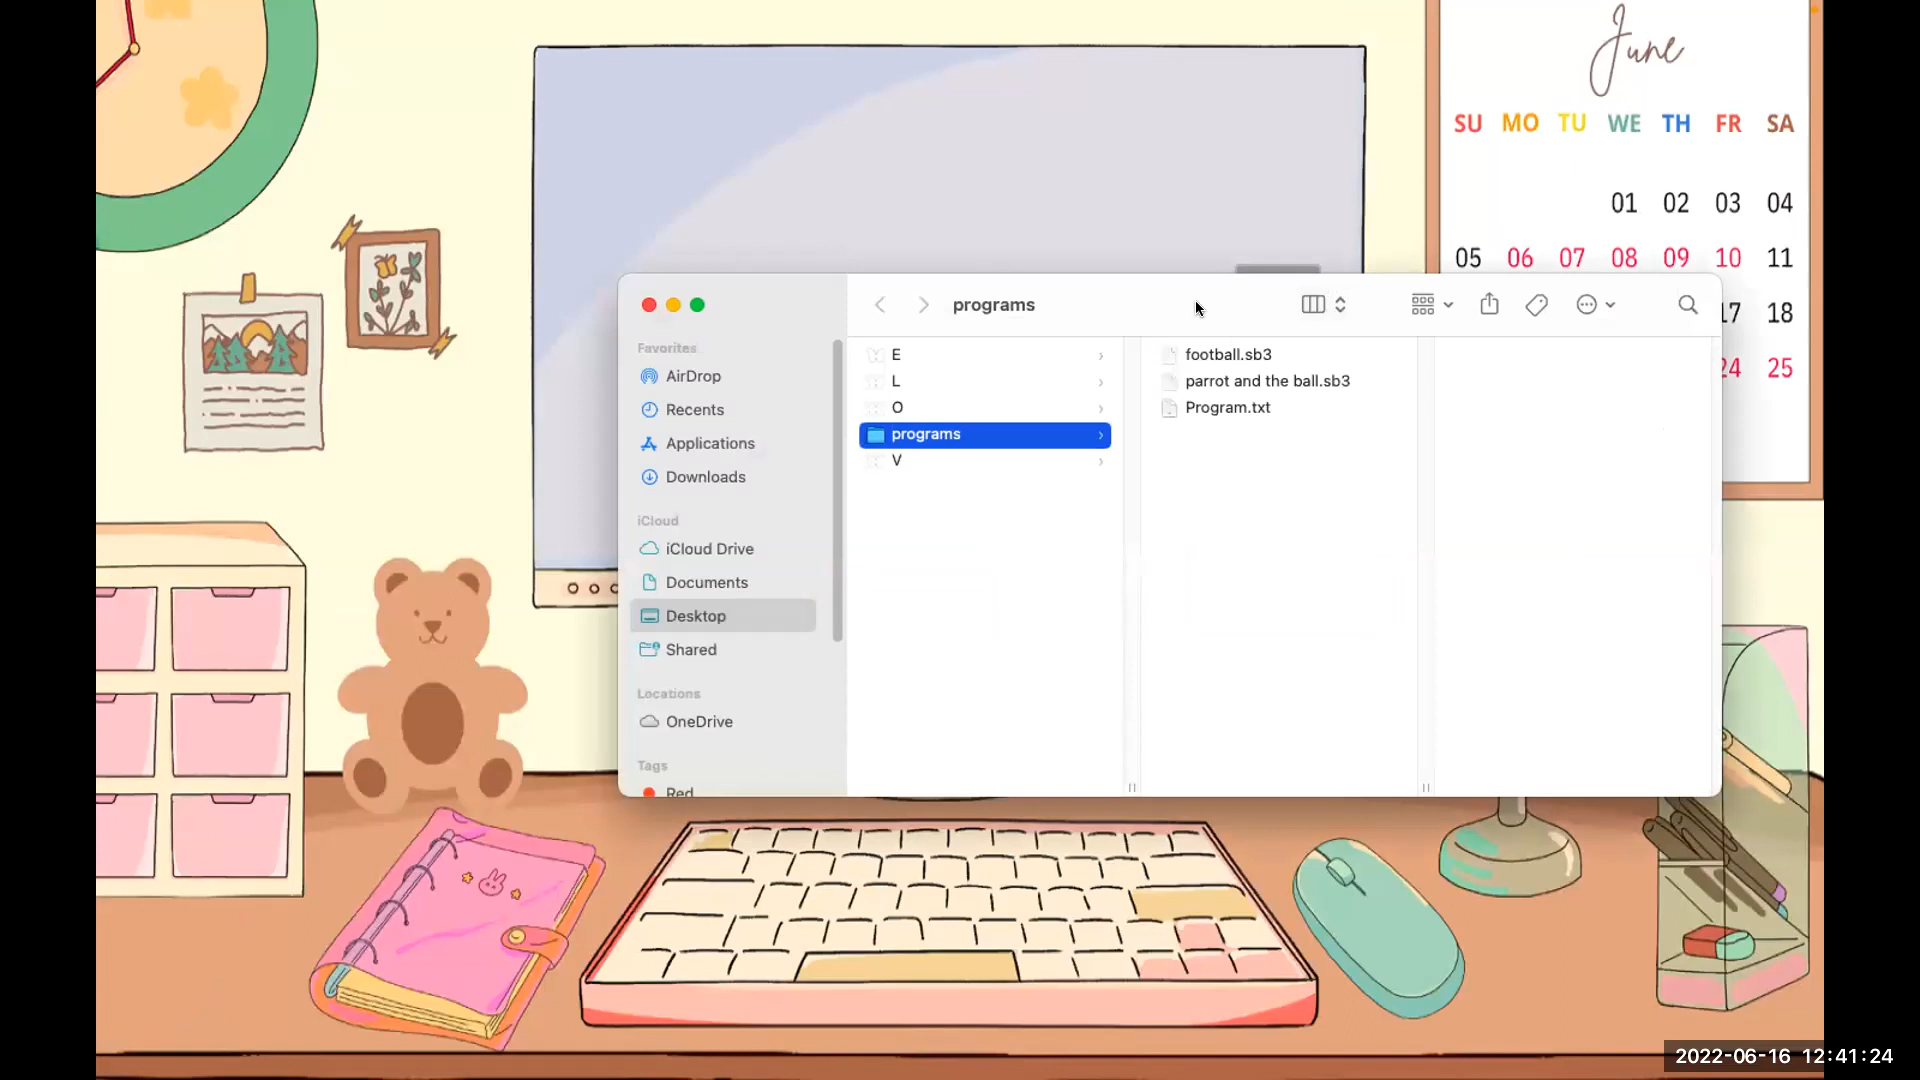 June
SU MO TU WE TH FR SA
01 02 03 04
05 06 07 08 09 10 11
17 18
24 25
programs
Favorites
AirDrop
Recents
Applications
Downloads
iCloud
iCloud Drive
Documents
Desktop
Shared
Locations
OneDrive
Tags
Red
E
L
O
programs
V
football.sb3
parrot and the ball.sb3
Program.txt
2022-06-16 12:41:24